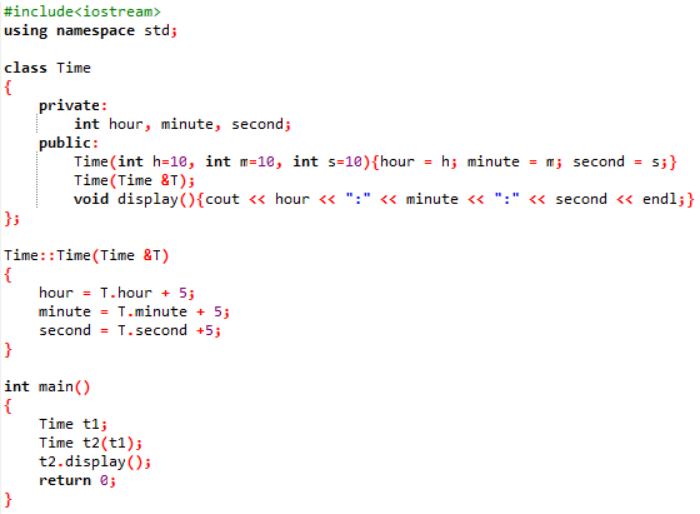 #include<iostream>
using namespace std;

class Time
{
    private:
        int hour, minute, second;
    public:
        Time(int h=10, int m=10, int s=10){hour = h; minute = m; second = s;}
        Time(Time &T);
        void display(){cout << hour << ":" << minute << ":" << second << endl;}
};

Time::Time(Time &T)
{
    hour = T.hour + 5;
    minute = T.minute + 5;
    second = T.second +5;
}

int main()
{
    Time t1;
    Time t2(t1);
    t2.display();
    return 0;
}